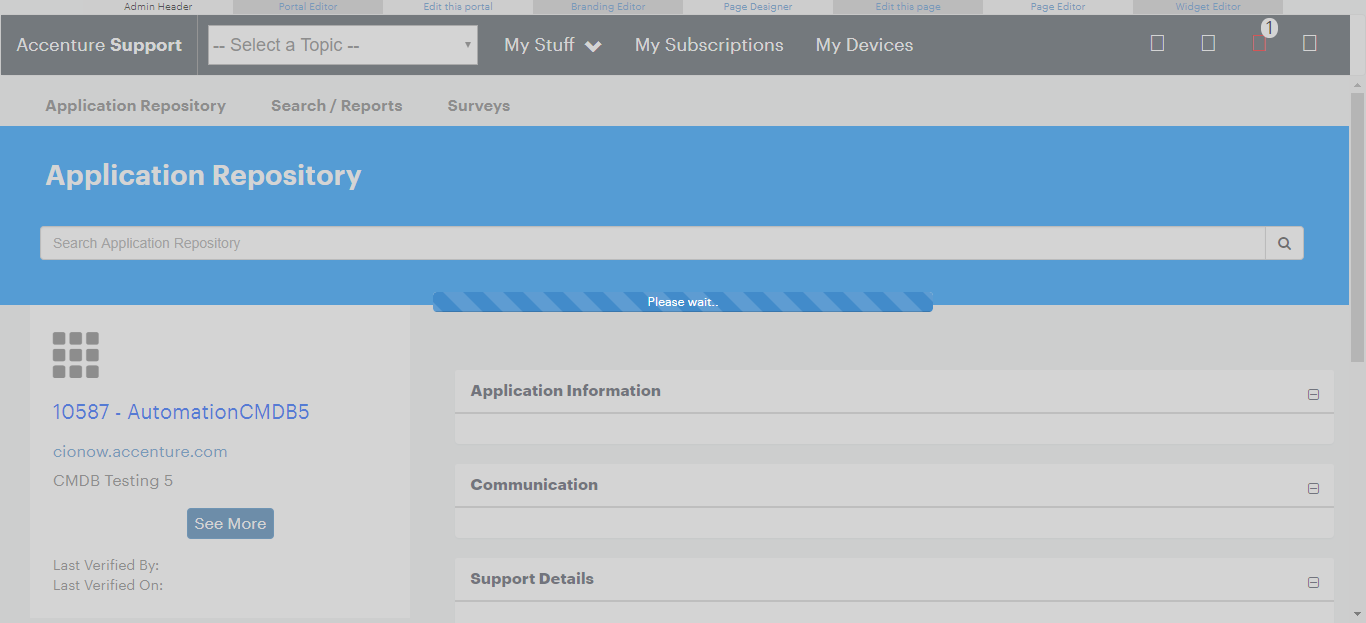 Admin Header Portal Editor Edit this portal Branding Editor Page Designer Edit this page Page Editor Widget Editor
Accenture Support -- Select a Topic -- My Stuff My Subscriptions My Devices 1
Application Repository Search / Reports Surveys
Application Repository
Search Application Repository
Please wait..
10587 - AutomationCMDB5
cionow.accenture.com
CMDB Testing 5
See More
Last Verified By:
Last Verified On:
Application Information
Communication
Support Details